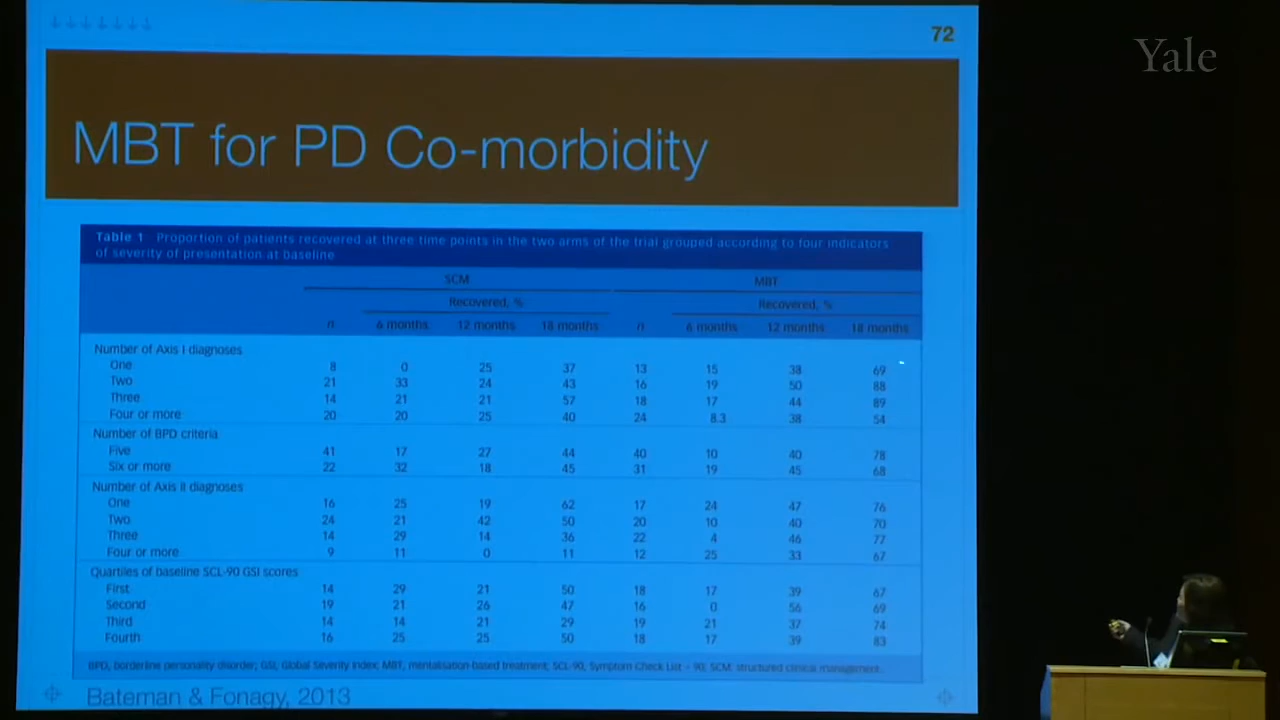 72
Yale
MBT for PD Co-morbidity
Table 1 Proportion of patients recovered at three time points in the two arms of the trial grouped according to four indicators
of severity of presentation at baseline
SCM MBT
Recovered, % Recovered, %
n 6 months 12 months 18 months n 6 months 12 months 18 months
Number of Axis I diagnoses
One 8 0 25 37 13 15 38 69
Two 21 33 24 43 16 19 50 88
Three 14 21 21 57 18 17 44 89
Four or more 20 20 25 40 24 8.3 38 54
Number of BPD criteria
Five 41 17 27 44 40 10 40 78
Six or more 22 32 18 45 31 19 45 68
Number of Axis II diagnoses
One 16 25 19 62 17 24 47 76
Two 24 21 42 50 20 10 40 70
Three 14 29 14 36 22 4 46 77
Four or more 9 11 0 11 12 25 33 67
Quartiles of baseline SCL-90 GSI scores
First 14 29 21 50 18 17 39 67
Second 19 21 26 47 16 0 56 69
Third 14 14 21 29 19 21 37 74
Fourth 16 25 25 50 18 17 39 83
BPD, borderline personality disorder; GSI, Global Severity Index; MBT, mentalisation-based treatment; SCL-90, Symptom Check List - 90; SCM, structured clinical management.
Bateman & Fonagy, 2013